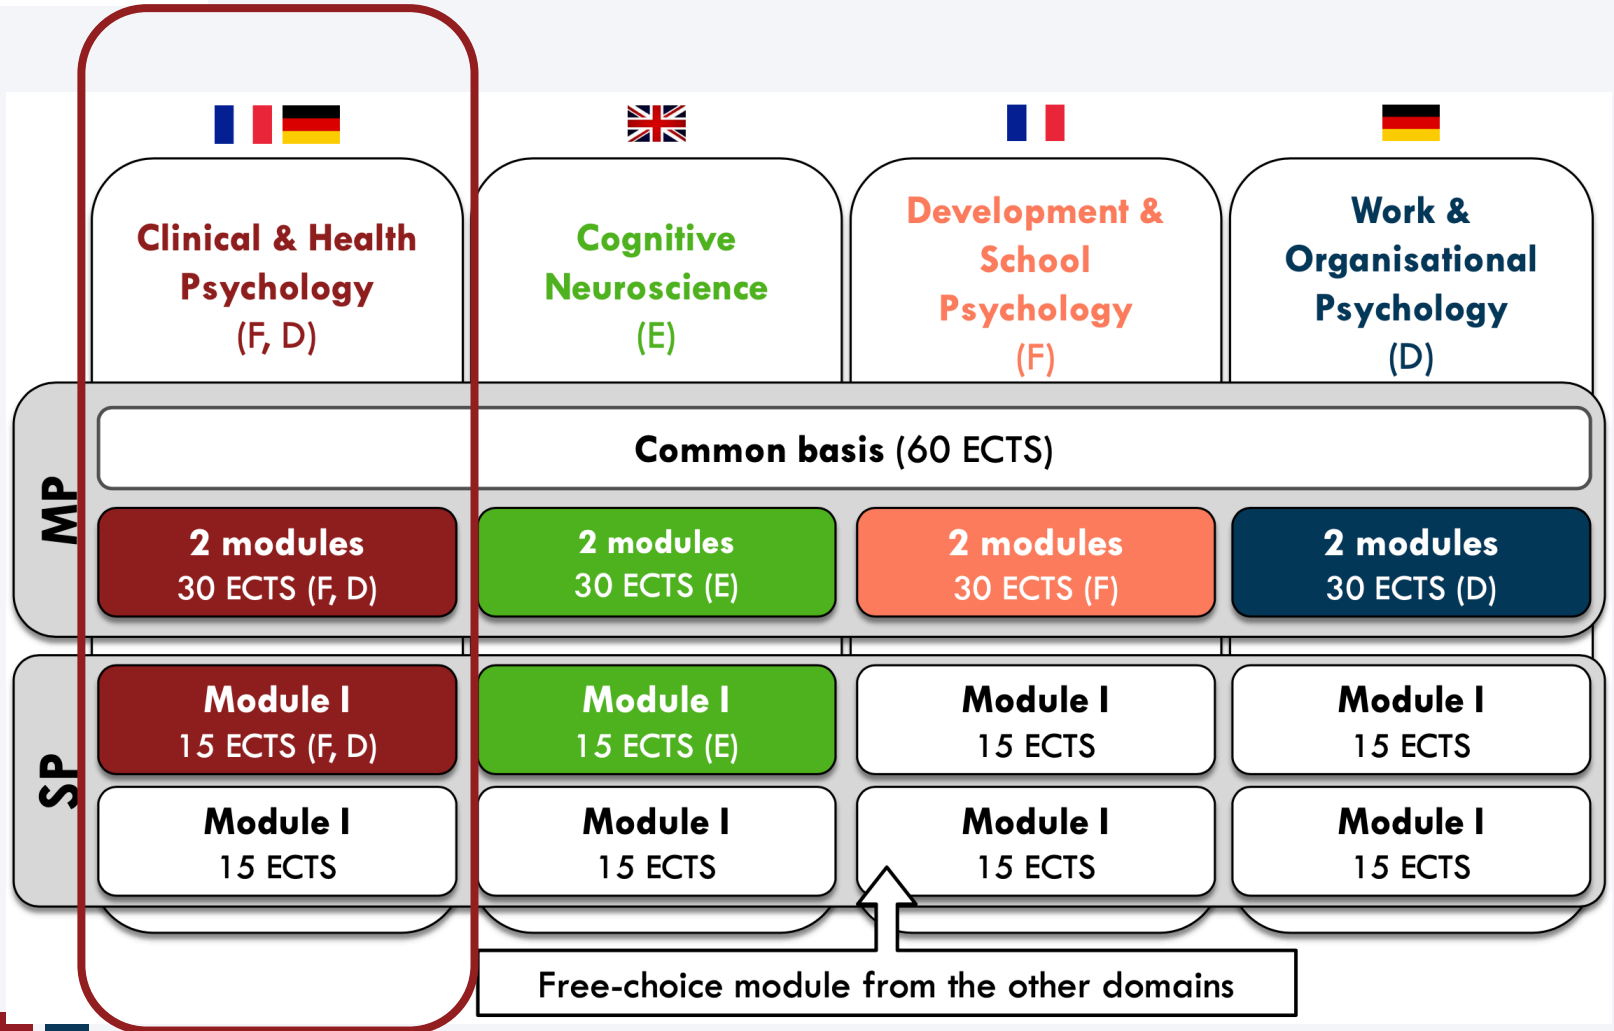 Clinical & Health
Psychology
(F, D)
Cognitive
Neuroscience
(E)
Development &
School
Psychology
(F)
Work &
Organisational
Psychology
(D)
MP
Common basis (60 ECTS)
2 modules
30 ECTS (F, D)
2 modules
30 ECTS (E)
2 modules
30 ECTS (F)
2 modules
30 ECTS (D)
SP
Module I
15 ECTS (F, D)
Module I
15 ECTS (E)
Module I
15 ECTS
Module I
15 ECTS
Module I
15 ECTS
Module I
15 ECTS
Module I
15 ECTS
Module I
15 ECTS
Free-choice module from the other domains